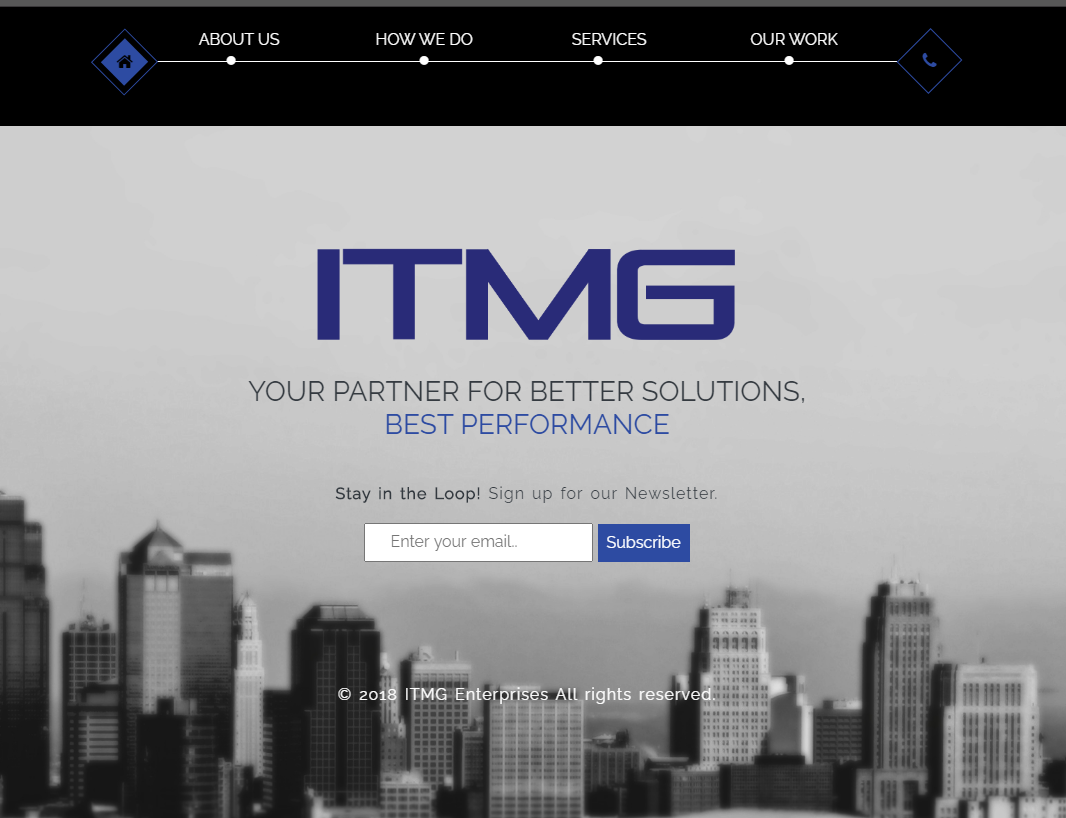 ABOUT US HOW WE DO SERVICES OUR WORK
ITMG
YOUR PARTNER FOR BETTER SOLUTIONS,
BEST PERFORMANCE
Stay in the Loop! Sign up for our Newsletter.
Enter your email.. Subscribe
© 2018 ITMG Enterprises All rights reserved.